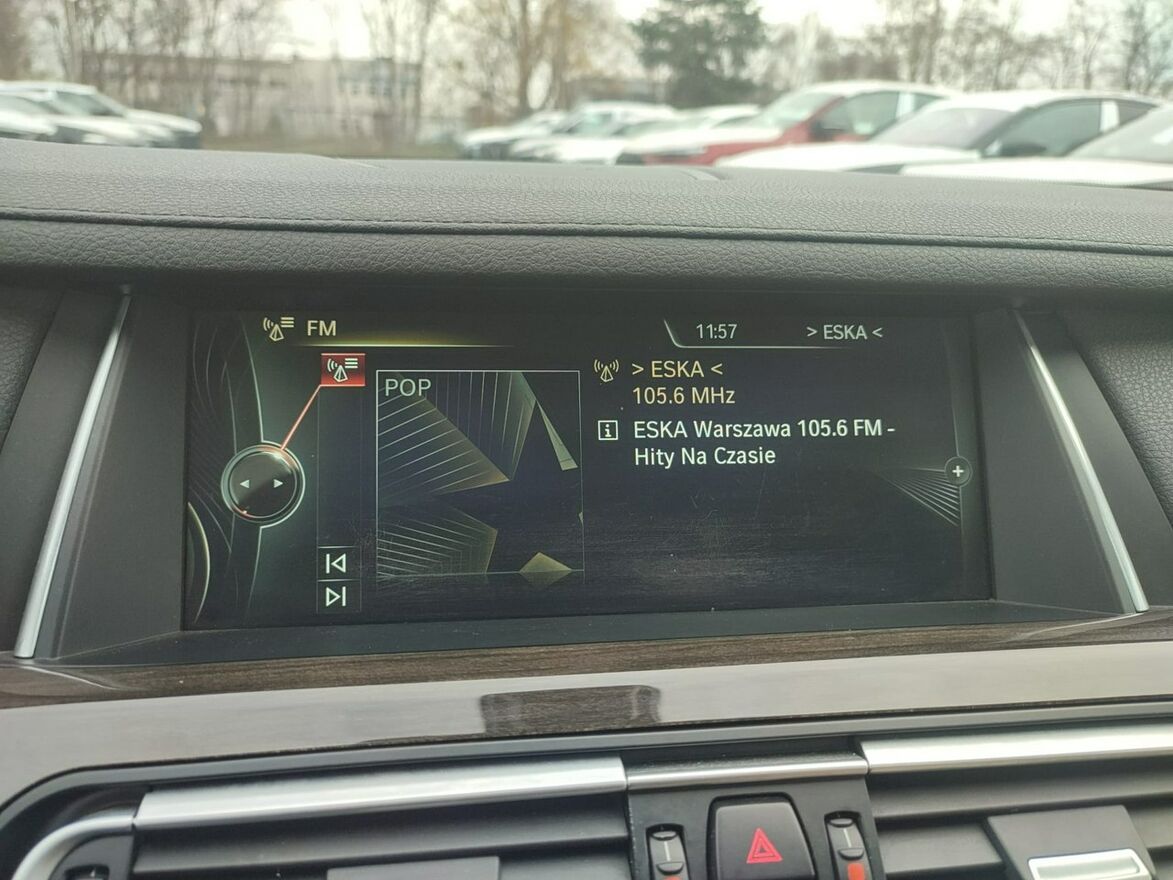 FM
11:57
> ESKA <
POP
> ESKA <
105.6 MHz
ESKA Warszawa 105.6 FM -
Hity Na Czasie